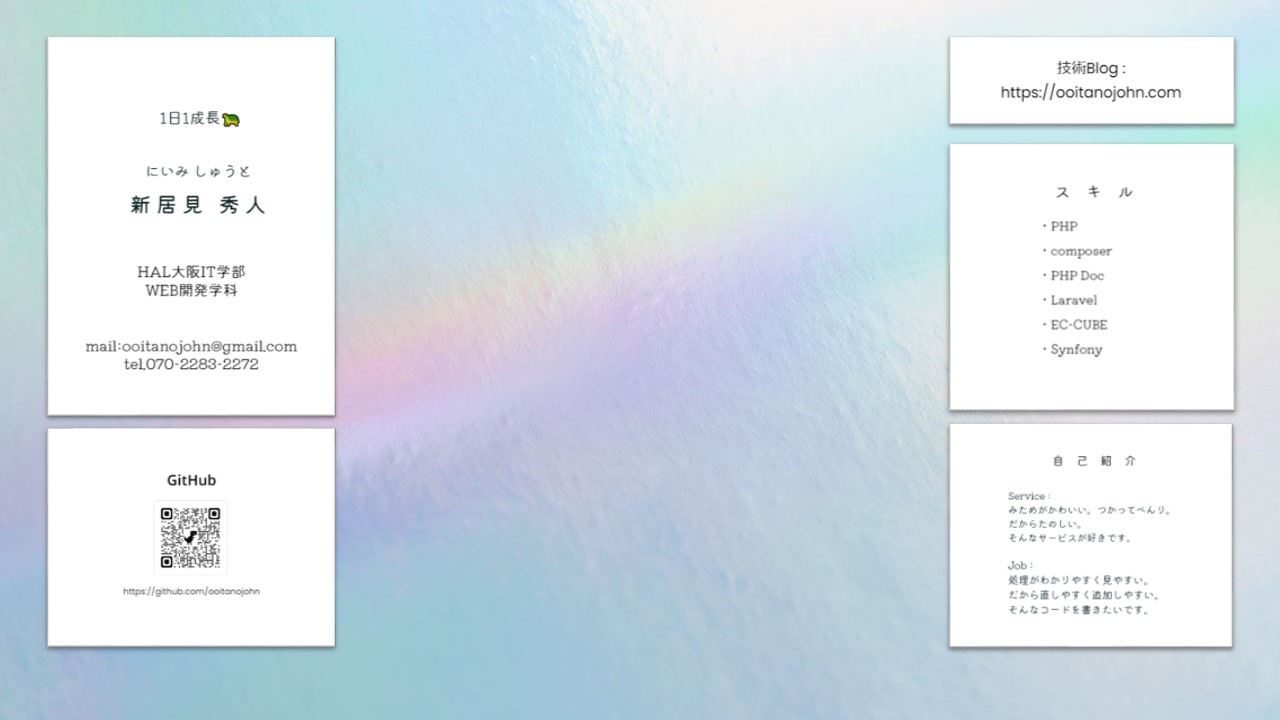 1日1成長🐢
にいみ しゅうと
新居見 秀人
HAL大阪IT学部
WEB開発学科
mail:ooitanojohn@gmail.com
tel.070-2283-2272
GitHub
https://github.com/ooitanojohn
技術Blog :
https://ooitanojohn.com
スキル
・PHP
・composer
・PHP Doc
・Laravel
・EC-CUBE
・Synfony
自己紹介
Service :
みためがかわいい。つかってべんり。
だからたのしい。
そんなサービスが好きです。
Job :
処理がわかりやすく見やすい。
だから直しやすく追加しやすい。
そんなコードを書きたいです。